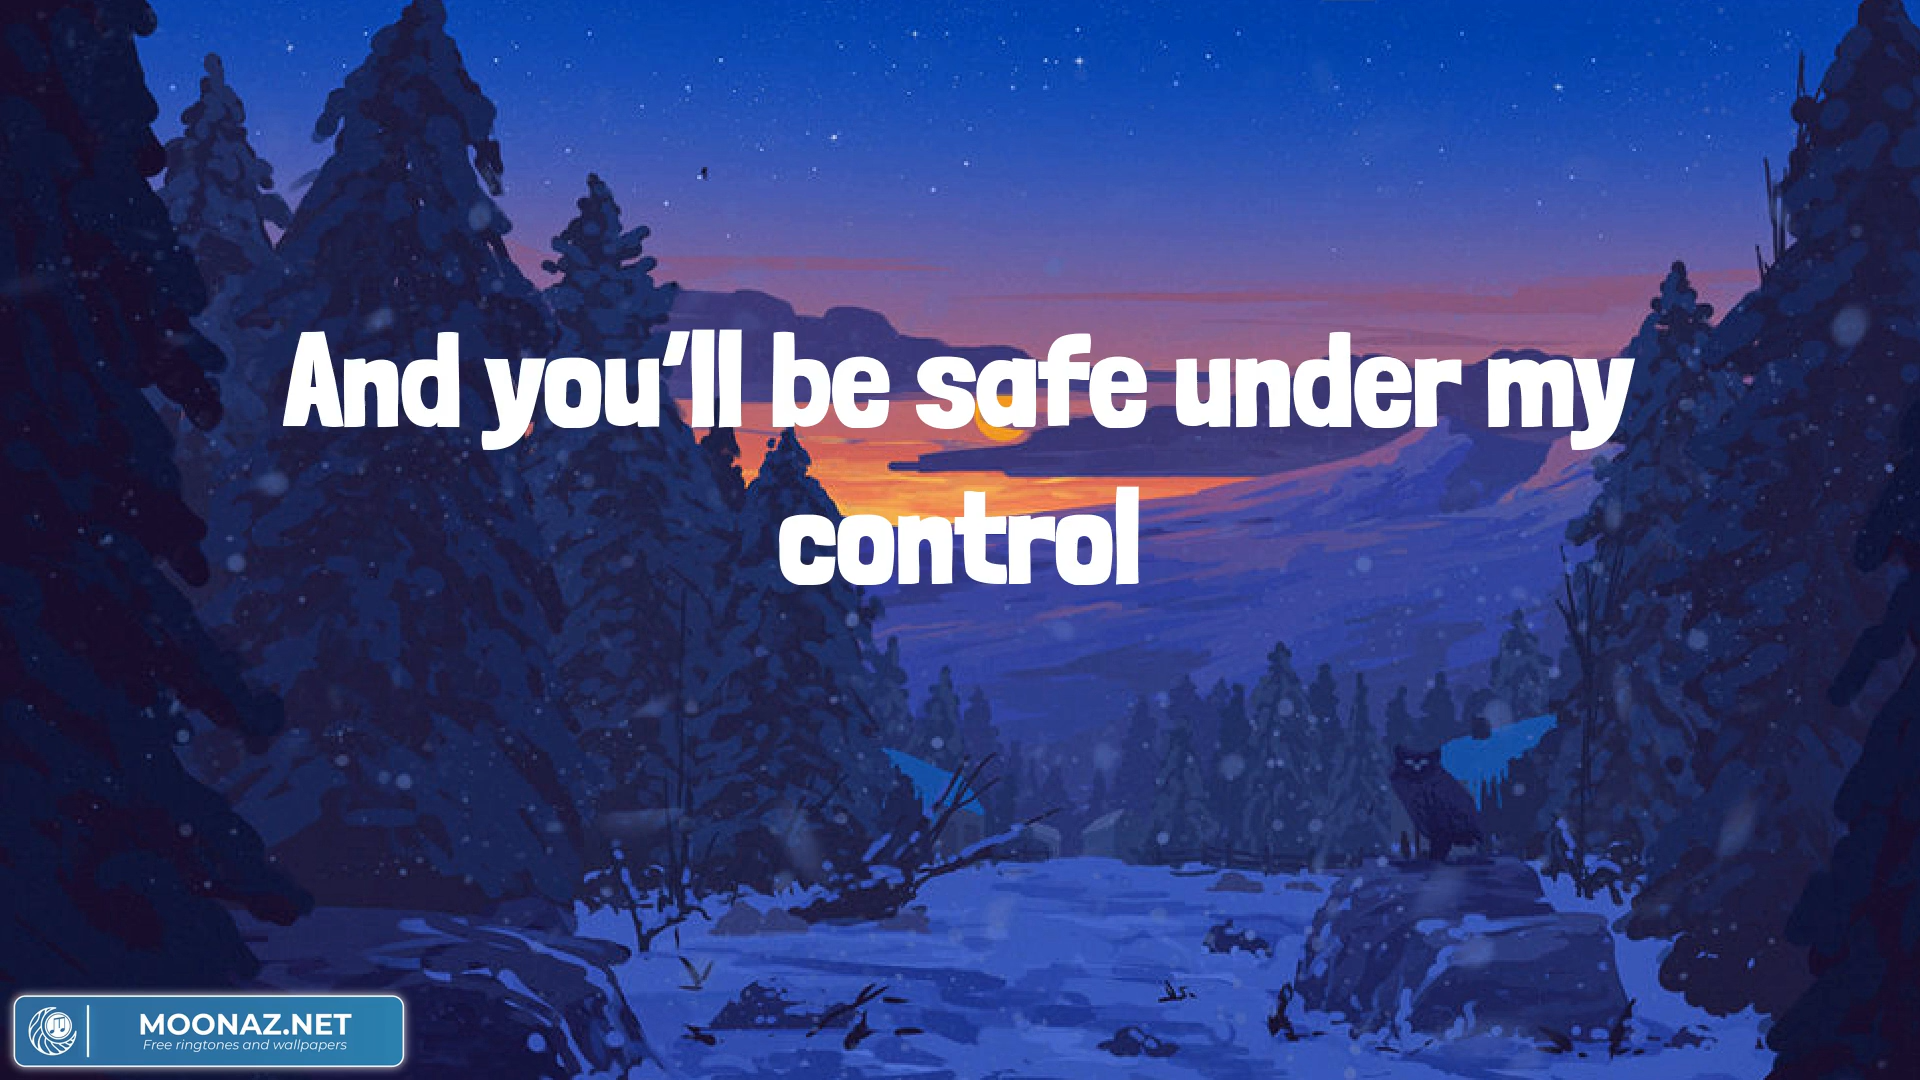 And you'll be safe under my
control
MOONAZ.NET
Free ringtones and wallpapers